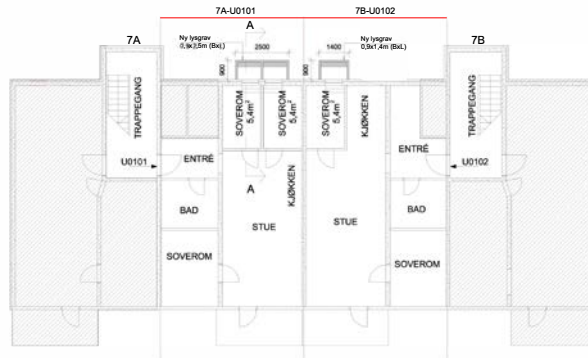 7A-U0101
7B-U0102
7A
A
Ny lysgrav
0,9x2,5m (BxL)
2500
1400
Ny lysgrav
0,9x1,4m (BxL)
7B
900
900
TRAPPEGANG
SOVEROM
5,4m²
SOVEROM
5,4m²
SOVEROM
5,4m²
KJØKKEN
TRAPPEGANG
U0101
ENTRÉ
ENTRÉ
U0102
A
KJØKKEN
BAD
STUE
STUE
BAD
SOVEROM
SOVEROM